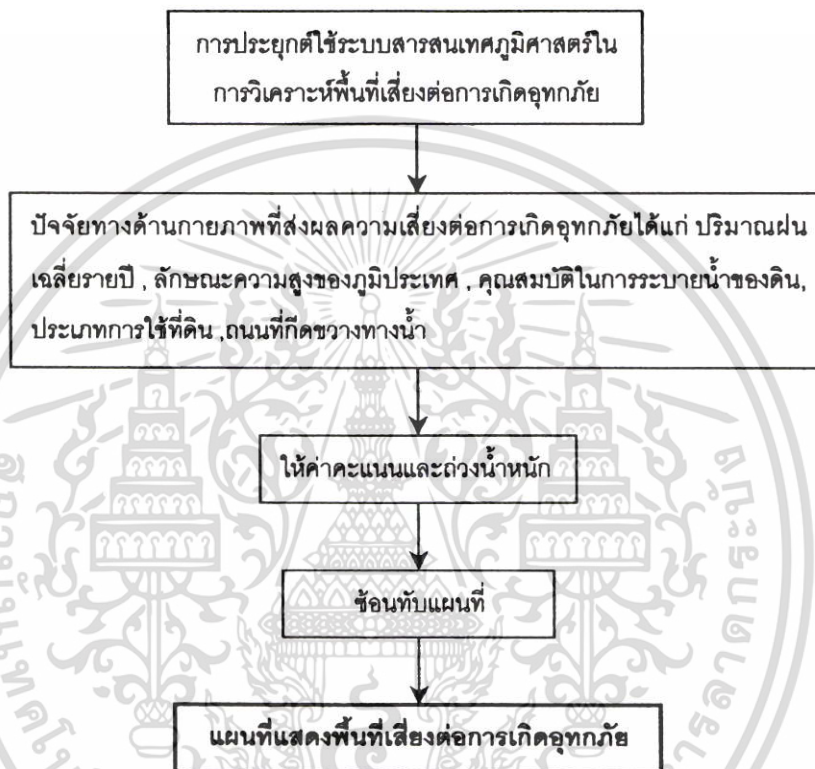 การประยุกต์ใช้ระบบสารสนเทศภูมิศาสตร์ใน
การวิเคราะห์พื้นที่เสี่ยงต่อการเกิดอุทกภัย
ปัจจัยทางด้านกายภาพที่ส่งผลความเสี่ยงต่อการเกิดอุทกภัยได้แก่ ปริมาณฝน
เฉลี่ยรายปี , ลักษณะความสูงของภูมิประเทศ , คุณสมบัติในการระบายน้ำของดิน,
ประเภทการใช้ที่ดิน ,ถนนที่กีดขวางทางน้ำ
ให้ค่าคะแนนและถ่วงน้ำหนัก
ซ้อนทับแผนที่
แผนที่แสดงพื้นที่เสี่ยงต่อการเกิดอุทกภัย